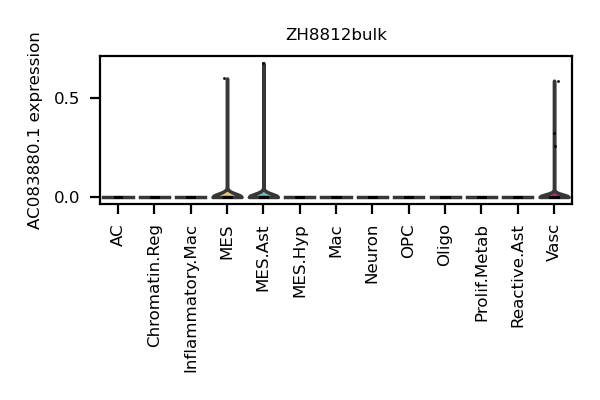 ZH8812bulk
AC083880.1 expression
0.5
0.0
AC
Chromatin.Reg
Inflammatory.Mac
MES
MES.Ast
MES.Hyp
Mac
Neuron
OPC
Oligo
Prolif.Metab
Reactive.Ast
Vasc